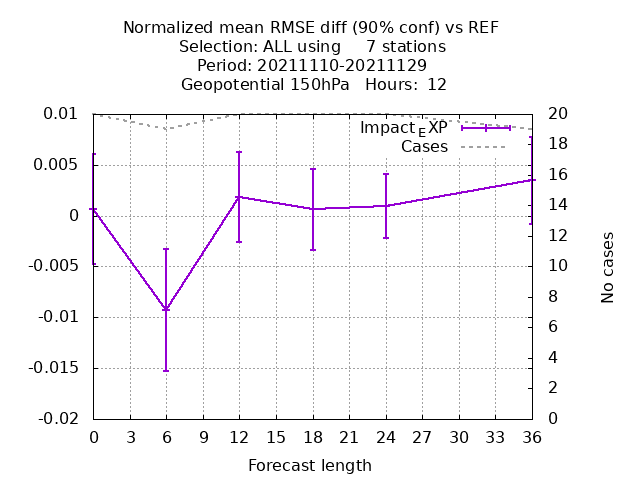 Normalized mean RMSE diff (90% conf) vs REF
Selection: ALL using     7 stations
Period: 20211110-20211129
Geopotential 150hPa   Hours:  12
0.01
0.005
0
-0.005
-0.01
-0.015
-0.02
Impact_EXP
Cases
20
18
16
14
12
10
8
6
4
2
0
No cases
0 3 6 9 12 15 18 21 24 27 30 33 36
Forecast length